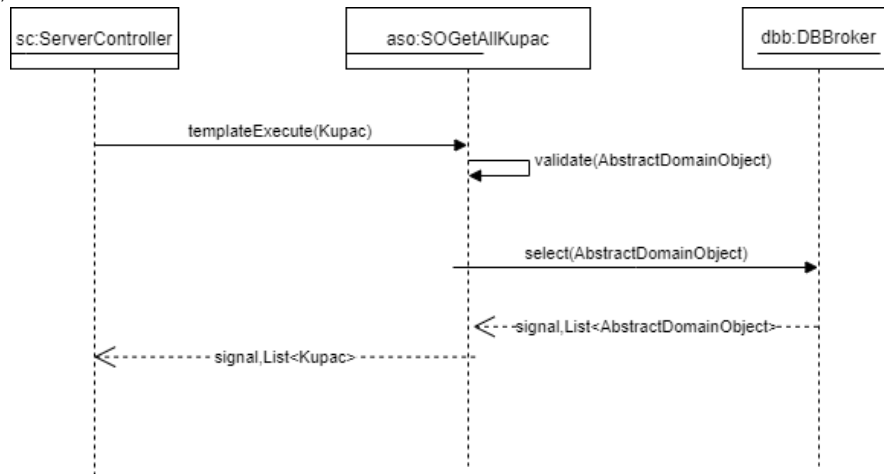 sc:ServerController
aso:SOGetAllKupac
dbb:DBBroker
templateExecute(Kupac)
validate(AbstractDomainObject)
select(AbstractDomainObject)
signal,List<AbstractDomainObject>
signal,List<Kupac>